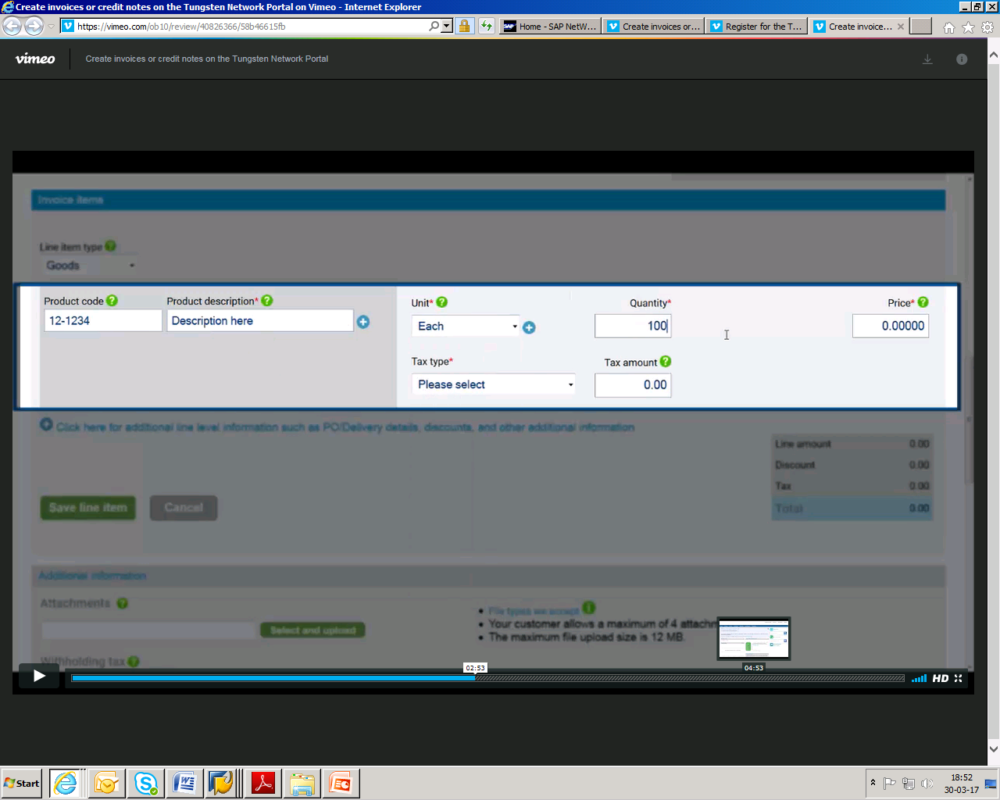 Create invoices or credit notes on the Tungsten Network Portal on Vimeo - Internet Explorer
https://vimeo.com/ob10/review/40826366/58b46615fb
Home - SAP NetW...
Create invoices or...
Register for the T...
Create invoice...
vimeo
Create invoices or credit notes on the Tungsten Network Portal
Invoice items
Line item type
Goods
Product code
Product description*
Unit*
Quantity*
Price*
12-1234
Description here
Each
100
0.00000
Tax type*
Tax amount
Please select
0.00
Click here for additional line level information such as PO/Delivery details, discounts, and other additional information
Line amount 0.00
Discount 0.00
Tax 0.00
Total 0.00
Save line item
Cancel
Additional information
Attachments
Select and upload
File types we accept
Your customer allows a maximum of 4 attachm
The maximum file upload size is 12 MB.
Withholding tax
02:53
04:53
HD
Start
18:52
30-03-17